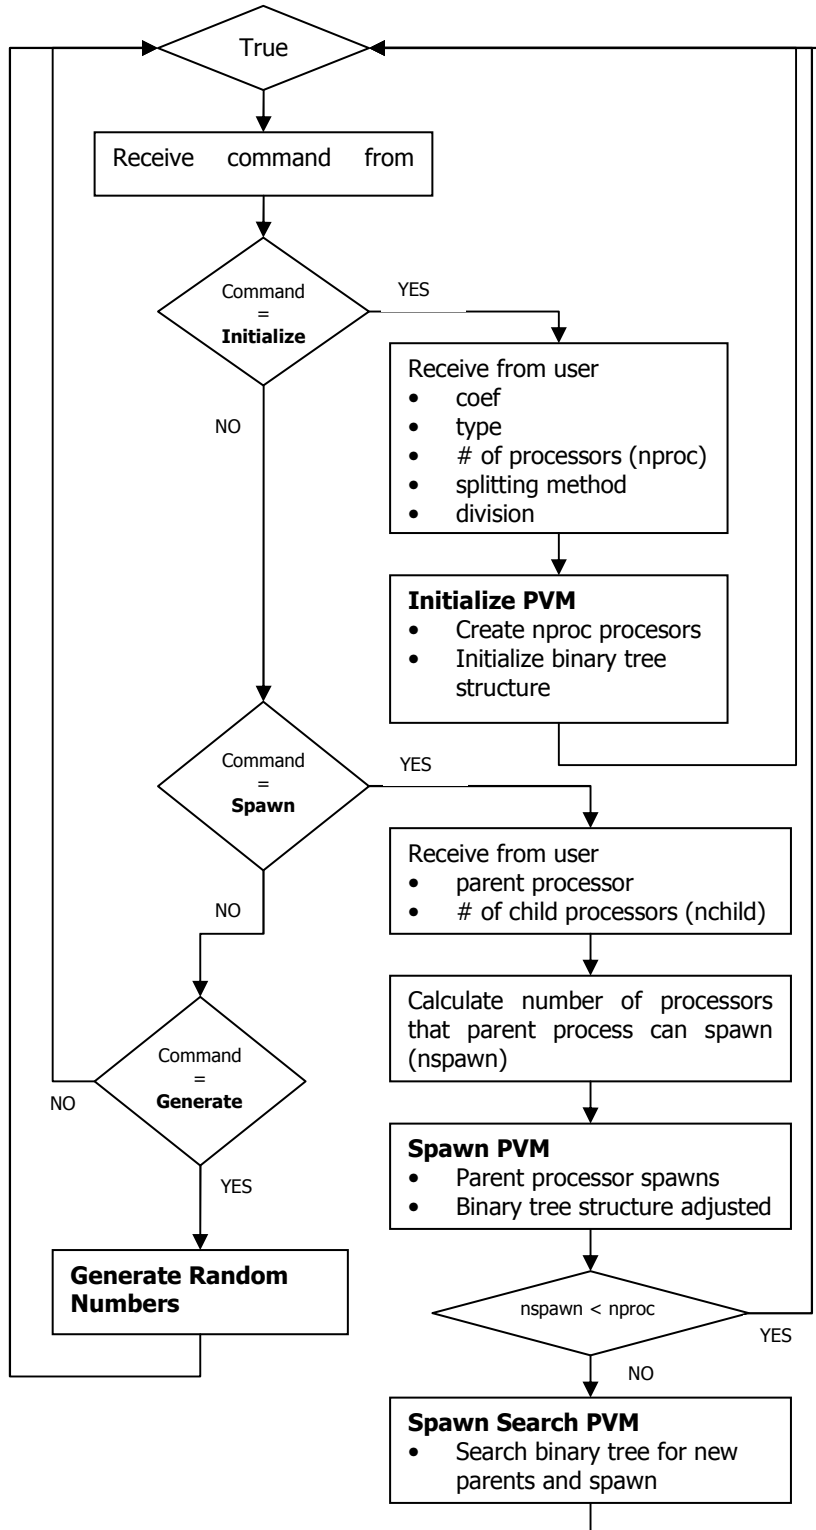 True
Receive command from
Command
=
Initialize
YES
NO
Receive from user
• coef
• type
• # of processors (nproc)
• splitting method
• division
Initialize PVM
• Create nproc procesors
• Initialize binary tree
structure
Command
=
Spawn
YES
NO
Receive from user
• parent processor
• # of child processors (nchild)
Calculate number of processors
that parent process can spawn
(nspawn)
Command
=
Generate
NO
YES
Spawn PVM
• Parent processor spawns
• Binary tree structure adjusted
Generate Random
Numbers
nspawn < nproc
YES
NO
Spawn Search PVM
• Search binary tree for new
parents and spawn